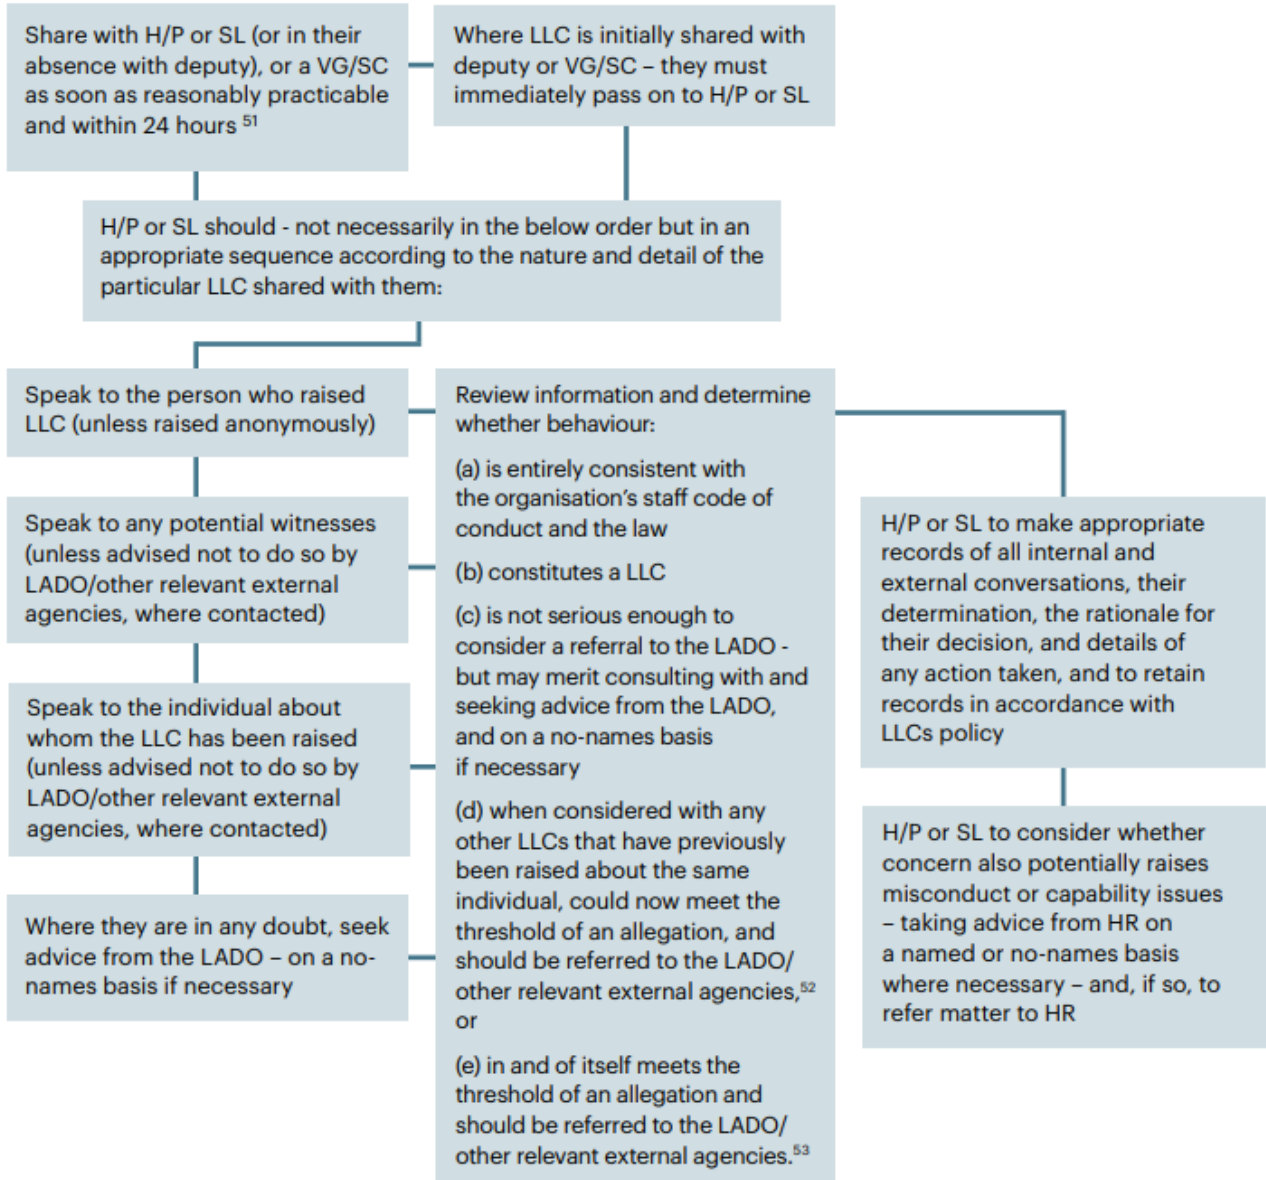 Share with H/P or SL (or in their
absence with deputy), or a VG/SC
as soon as reasonably practicable
and within 24 hours 51
Where LLC is initially shared with
deputy or VG/SC – they must
immediately pass on to H/P or SL
H/P or SL should - not necessarily in the below order but in an
appropriate sequence according to the nature and detail of the
particular LLC shared with them:
Speak to the person who raised
LLC (unless raised anonymously)
Speak to any potential witnesses
(unless advised not to do so by
LADO/other relevant external
agencies, where contacted)
Speak to the individual about
whom the LLC has been raised
(unless advised not to do so by
LADO/other relevant external
agencies, where contacted)
Where they are in any doubt, seek
advice from the LADO – on a no-
names basis if necessary
Review information and determine
whether behaviour:
(a) is entirely consistent with
the organisation’s staff code of
conduct and the law
(b) constitutes a LLC
(c) is not serious enough to
consider a referral to the LADO -
but may merit consulting with and
seeking advice from the LADO,
and on a no-names basis
if necessary
(d) when considered with any
other LLCs that have previously
been raised about the same
individual, could now meet the
threshold of an allegation, and
should be referred to the LADO/
other relevant external agencies,52
or
(e) in and of itself meets the
threshold of an allegation and
should be referred to the LADO/
other relevant external agencies.53
H/P or SL to make appropriate
records of all internal and
external conversations, their
determination, the rationale for
their decision, and details of
any action taken, and to retain
records in accordance with
LLCs policy
H/P or SL to consider whether
concern also potentially raises
misconduct or capability issues
– taking advice from HR on
a named or no-names basis
where necessary – and, if so, to
refer matter to HR